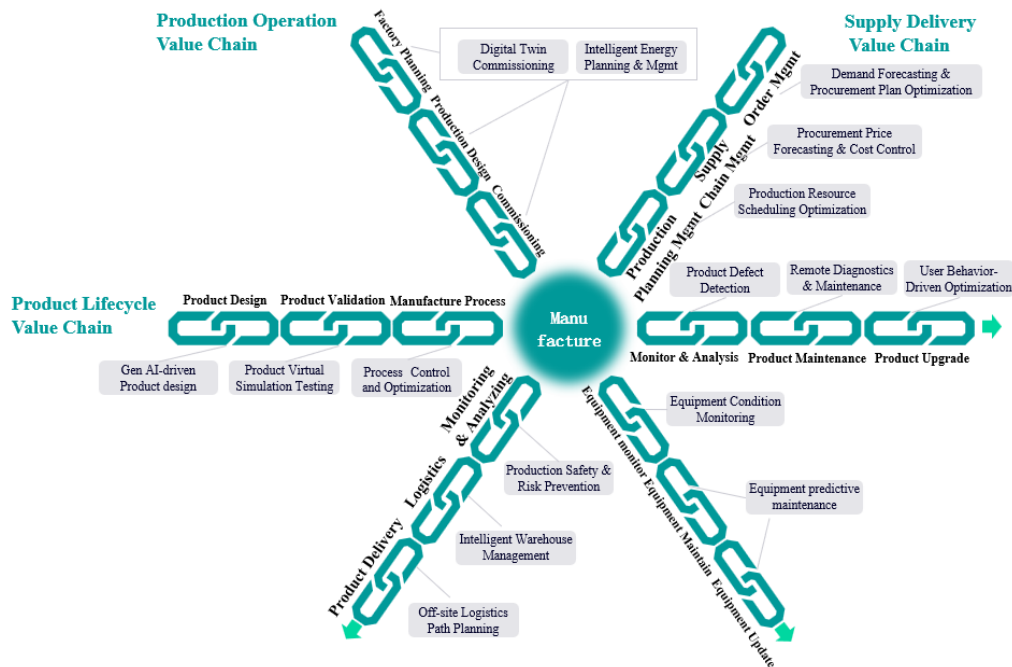 Production Operation
Value Chain
Supply Delivery
Value Chain
Factory Planning
Production Design
Commissioning
Digital Twin
Commissioning
Intelligent Energy
Planning & Mgmt
Order Mgmt
Supply
Chain Mgmt
Production
Planning Mgmt
Demand Forecasting &
Procurement Plan Optimization
Procurement Price
Forecasting & Cost Control
Production Resource
Scheduling Optimization
Product Lifecycle
Value Chain
Product Design
Product Validation
Manufacture Process
Gen AI-driven
Product design
Product Virtual
Simulation Testing
Process Control
and Optimization
Manu
facture
Product Defect
Detection
Remote Diagnostics
& Maintenance
User Behavior-
Driven Optimization
Monitor & Analysis
Product Maintenance
Product Upgrade
Monitoring
& Analyzing
Logistics
Product Delivery
Production Safety &
Risk Prevention
Intelligent Warehouse
Management
Off-site Logistics
Path Planning
Equipment monitor
Equipment Maintain
Equipment Update
Equipment Condition
Monitoring
Equipment predictive
maintenance